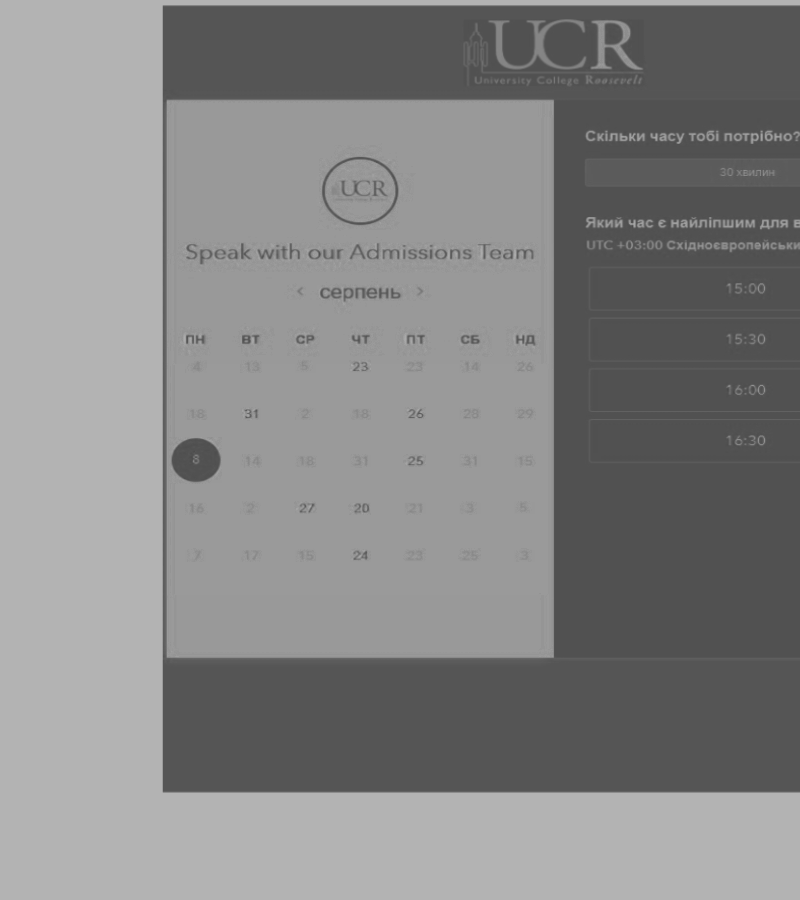 UCR
University College Roosevelt
UCR
Speak with our Admissions Team
‹ серпень ›
ПН ВТ СР ЧТ ПТ СБ НД
4 13 5 23 23 14 26
18 31 2 18 26 28 29
8 14 18 31 25 31 15
16 2 27 20 21 3 5
7 17 15 24 23 25 3
Скільки часу тобі потрібно?
30 хвилин
Який час є найліпшим для в
UTC +03:00 Східноєвропейськи
15:00
15:30
16:00
16:30